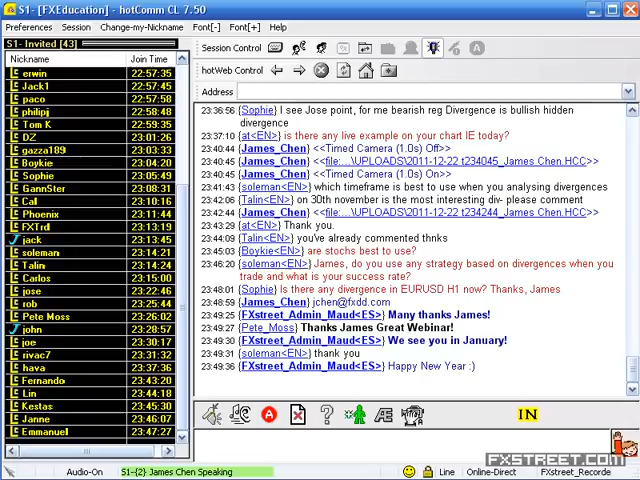 S1- [FXEducation] - hotComm CL 7.50
Preferences Session Change-my-Nickname Font[-] Font[+] Help
S1- Invited [43]
Nickname Join Time
erwin 22:57:35
Jack1 22:57:45
paco 22:57:58
philipj 22:58:48
Tom K 22:59:35
DZ 23:01:26
gazza189 23:03:00
Boykie 23:04:20
Sophie 23:05:49
GannSter 23:08:31
Cal 23:10:16
Phoenix 23:11:44
FXTrd 23:13:39
jack 23:13:45
soleman 23:14:21
Talin 23:14:24
Carlos 23:15:00
jose 23:22:46
rob 23:25:44
Pete Moss 23:26:02
john 23:28:57
joe 23:30:17
rivac7 23:31:32
hava 23:37:36
Fernando 23:43:20
Lin 23:44:18
Kestas 23:45:30
Janne 23:46:07
Emmanuel 23:47:27
Session Control
hotWeb Control
Address
23:36:56 {Sophie} I see Jose point, for me bearish reg Divergence is bullish hidden
divergence
23:37:10 {at<EN>} is there any live example on your chart IE today?
23:40:44 {James_Chen} <<Timed Camera (1.0s) Off>>
23:40:44 {James_Chen} <<file:...\UPLOADS\2011-12-22 t234045_James Chen.HCC>>
23:40:44 {James_Chen} <<Timed Camera (1.0s) On>>
23:41:43 {soleman<EN>} which timeframe is best to use when you analysing divergences
23:42:06 {Talin<EN>} on 30th november is the most interesting div- please comment
23:42:44 {James_Chen} <<file:...\UPLOADS\2011-12-22 t234244_James Chen.HCC>>
23:43:29 {at<EN>} Thank you.
23:44:09 {Talin<EN>} you've already commented thnks
23:45:03 {Boykie<EN>} are stochs best to use?
23:46:20 {soleman<EN>} James, do you use any strategy based on divergences when you
trade and what is your success rate?
23:48:01 {Sophie} Is there any divergence in EURUSD H1 now? Thanks, James
23:48:59 {James_Chen} jchen@fxdd.com
23:49:25 {FXstreet_Admin_Maud<ES>} Many thanks James!
23:49:27 {Pete_Moss} Thanks James Great Webinar!
23:49:30 {FXstreet_Admin_Maud<ES>} We see you in January!
23:49:31 {soleman<EN>} thank you
23:49:36 {FXstreet_Admin_Maud<ES>} Happy New Year :)
IN
FXSTREET.COM
Audio-On S1-{2} James Chen Speaking Line Online-Direct FXstreet_Recorde